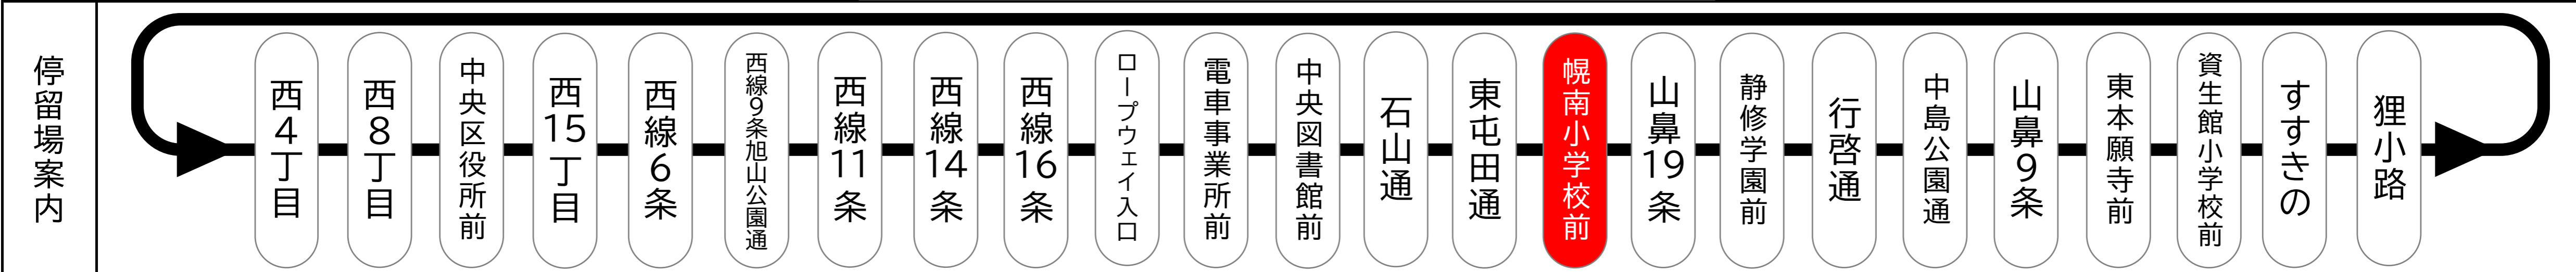 停留場案内
西4丁目
西8丁目
中央区役所前
西15丁目
西線6条
西線9条旭山公園通
西線11条
西線14条
西線16条
ロープウェイ入口
電車事業所前
中央図書館前
石山通
東屯田通
幌南小学校前
山鼻19条
静修学園前
行啓通
中島公園通
山鼻9条
東本願寺前
資生館小学校前
すすきの
狸小路